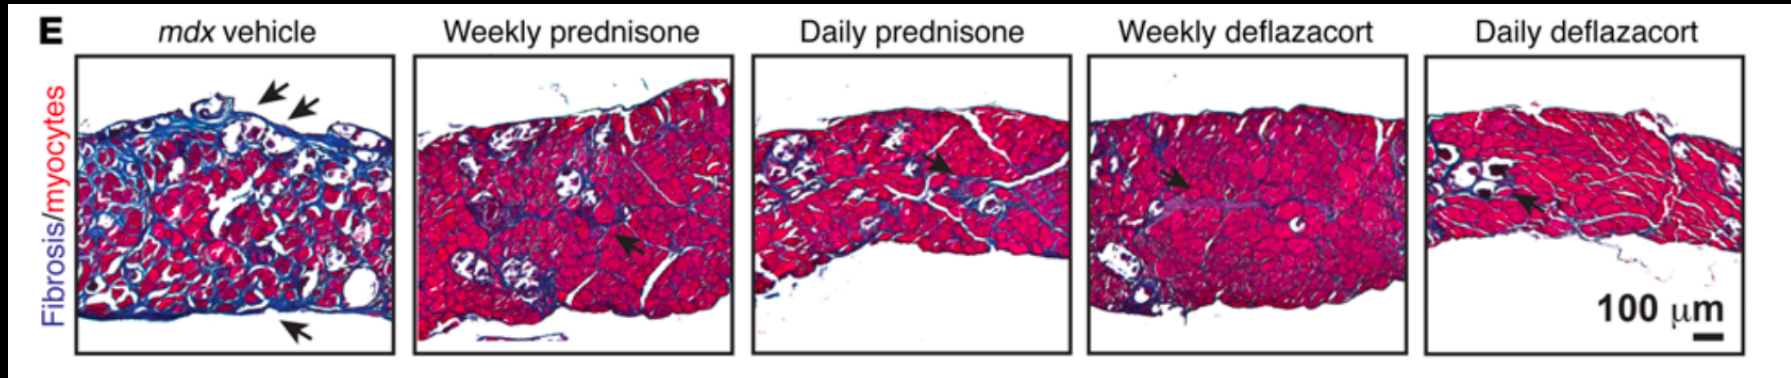 E
mdx vehicle
Weekly prednisone
Daily prednisone
Weekly deflazacort
Daily deflazacort
Fibrosis/myocytes
100 μm